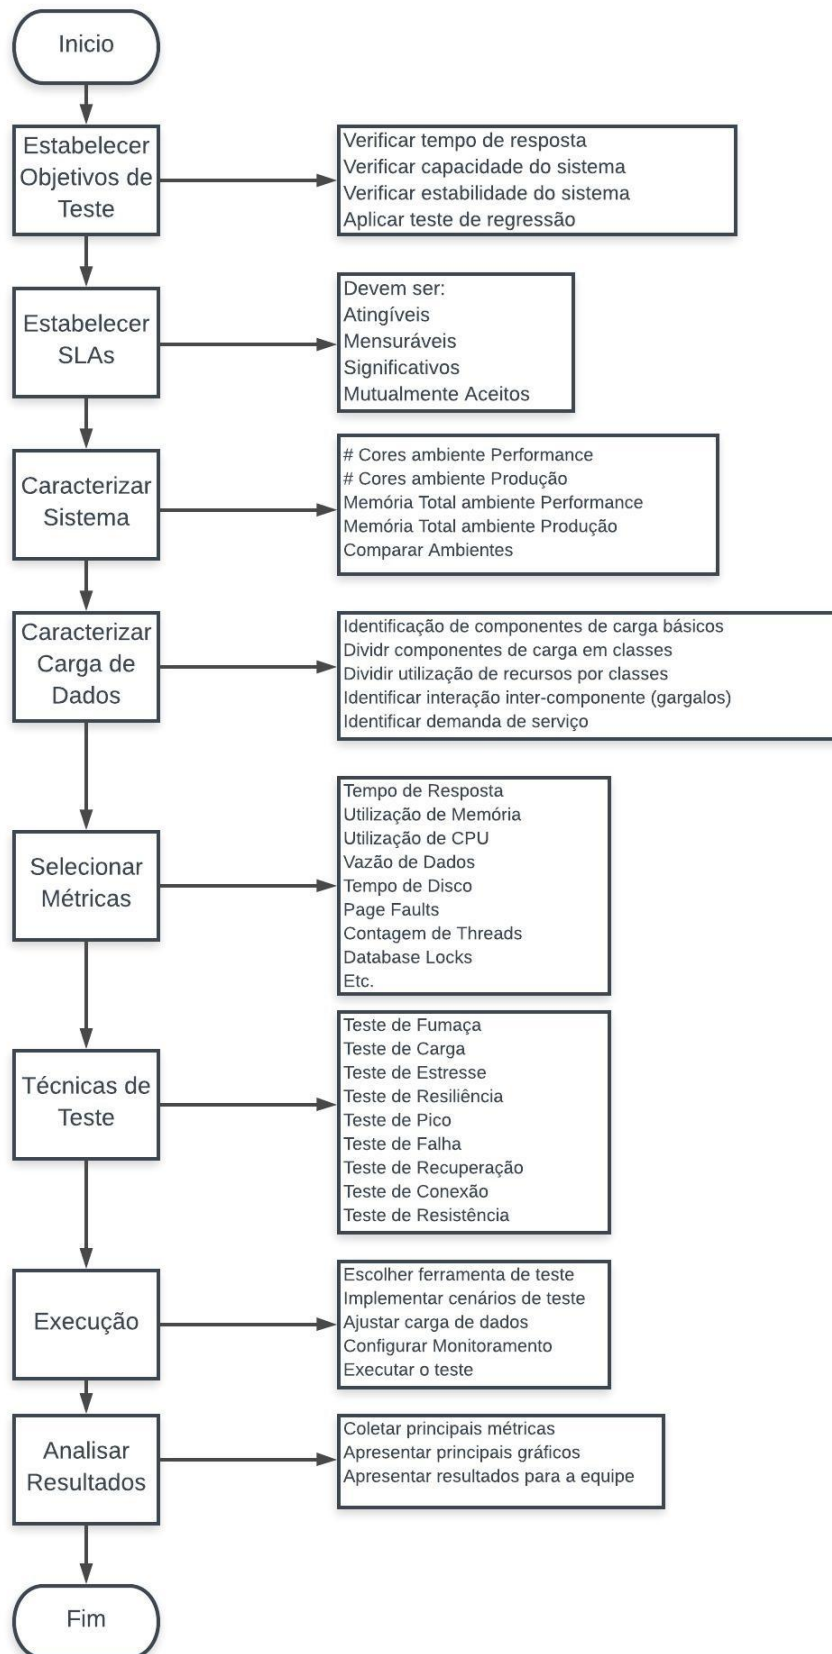 Inicio
Estabelecer
Objetivos de
Teste
Verificar tempo de resposta
Verificar capacidade do sistema
Verificar estabilidade do sistema
Aplicar teste de regressão
Estabelecer
SLAs
Devem ser:
Atingíveis
Mensuráveis
Significativos
Mutualmente Aceitos
Caracterizar
Sistema
# Cores ambiente Performance
# Cores ambiente Produção
Memória Total ambiente Performance
Memória Total ambiente Produção
Comparar Ambientes
Caracterizar
Carga de
Dados
Identificação de componentes de carga básicos
Dividr componentes de carga em classes
Dividir utilização de recursos por classes
Identificar interação inter-componente (gargalos)
Identificar demanda de serviço
Selecionar
Métricas
Tempo de Resposta
Utilização de Memória
Utilização de CPU
Vazão de Dados
Tempo de Disco
Page Faults
Contagem de Threads
Database Locks
Etc.
Técnicas de
Teste
Teste de Fumaça
Teste de Carga
Teste de Estresse
Teste de Resiliência
Teste de Pico
Teste de Falha
Teste de Recuperação
Teste de Conexão
Teste de Resistência
Execução
Escolher ferramenta de teste
Implementar cenários de teste
Ajustar carga de dados
Configurar Monitoramento
Executar o teste
Analisar
Resultados
Coletar principais métricas
Apresentar principais gráficos
Apresentar resultados para a equipe
Fim